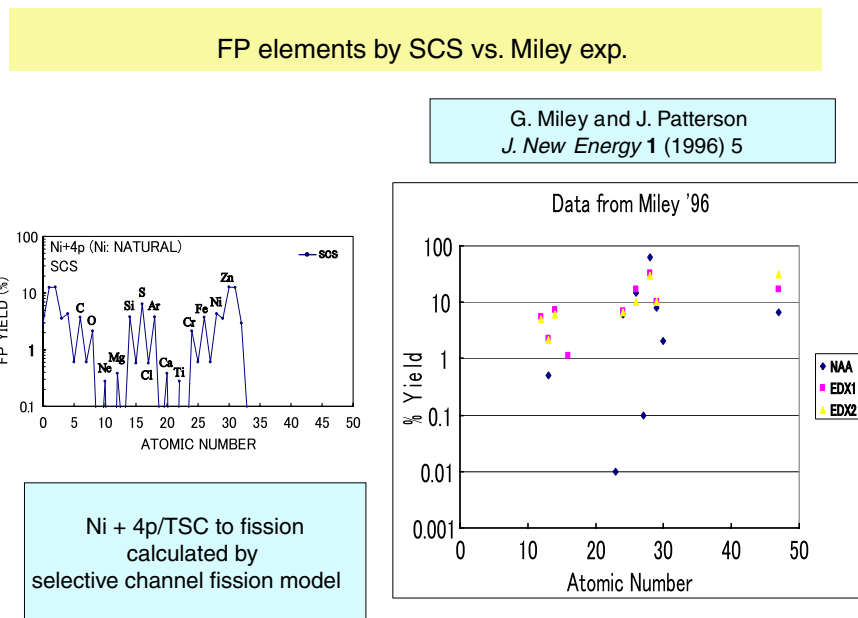 FP elements by SCS vs. Miley exp.
G. Miley and J. Patterson
J. New Energy 1 (1996) 5
Ni+4p (Ni: NATURAL)
SCS
SCS
FP YIELD (%)
100
10
1
0.1
C
O
Ne
Mg
Si
S
Cl
Ar
Ca
Ti
Cr
Fe
Ni
Zn
0 5 10 15 20 25 30 35 40 45 50
ATOMIC NUMBER
Data from Miley '96
% Yield
100
10
1
0.1
0.01
0.001
0 10 20 30 40 50
Atomic Number
NAA
EDX1
EDX2
Ni + 4p/TSC to fission
calculated by
selective channel fission model